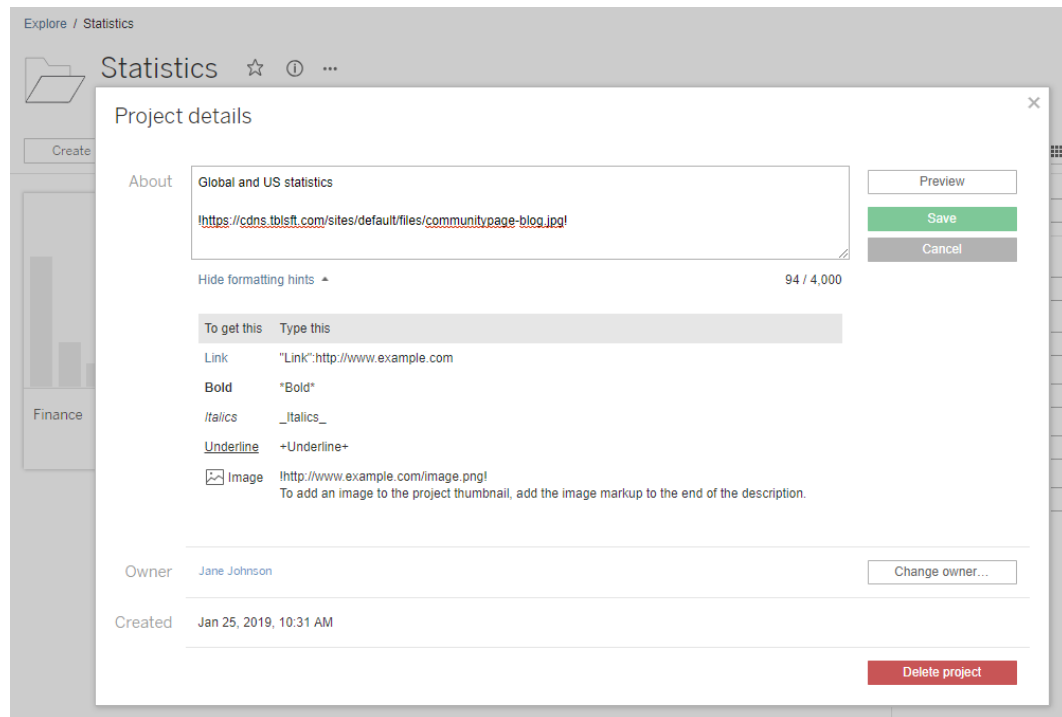 Explore / Statistics
Statistics
Project details
Create
About
Global and US statistics
!https://cdns.tblsft.com/sites/default/files/communitypage-blog.jpg!
Preview
Save
Cancel
Hide formatting hints
94 / 4,000
To get this Type this
Link "Link":http://www.example.com
Bold *Bold*
Italics _Italics_
Underline +Underline+
Image !http://www.example.com/image.png!
To add an image to the project thumbnail, add the image markup to the end of the description.
Finance
Owner Jane Johnson Change owner...
Created Jan 25, 2019, 10:31 AM
Delete project